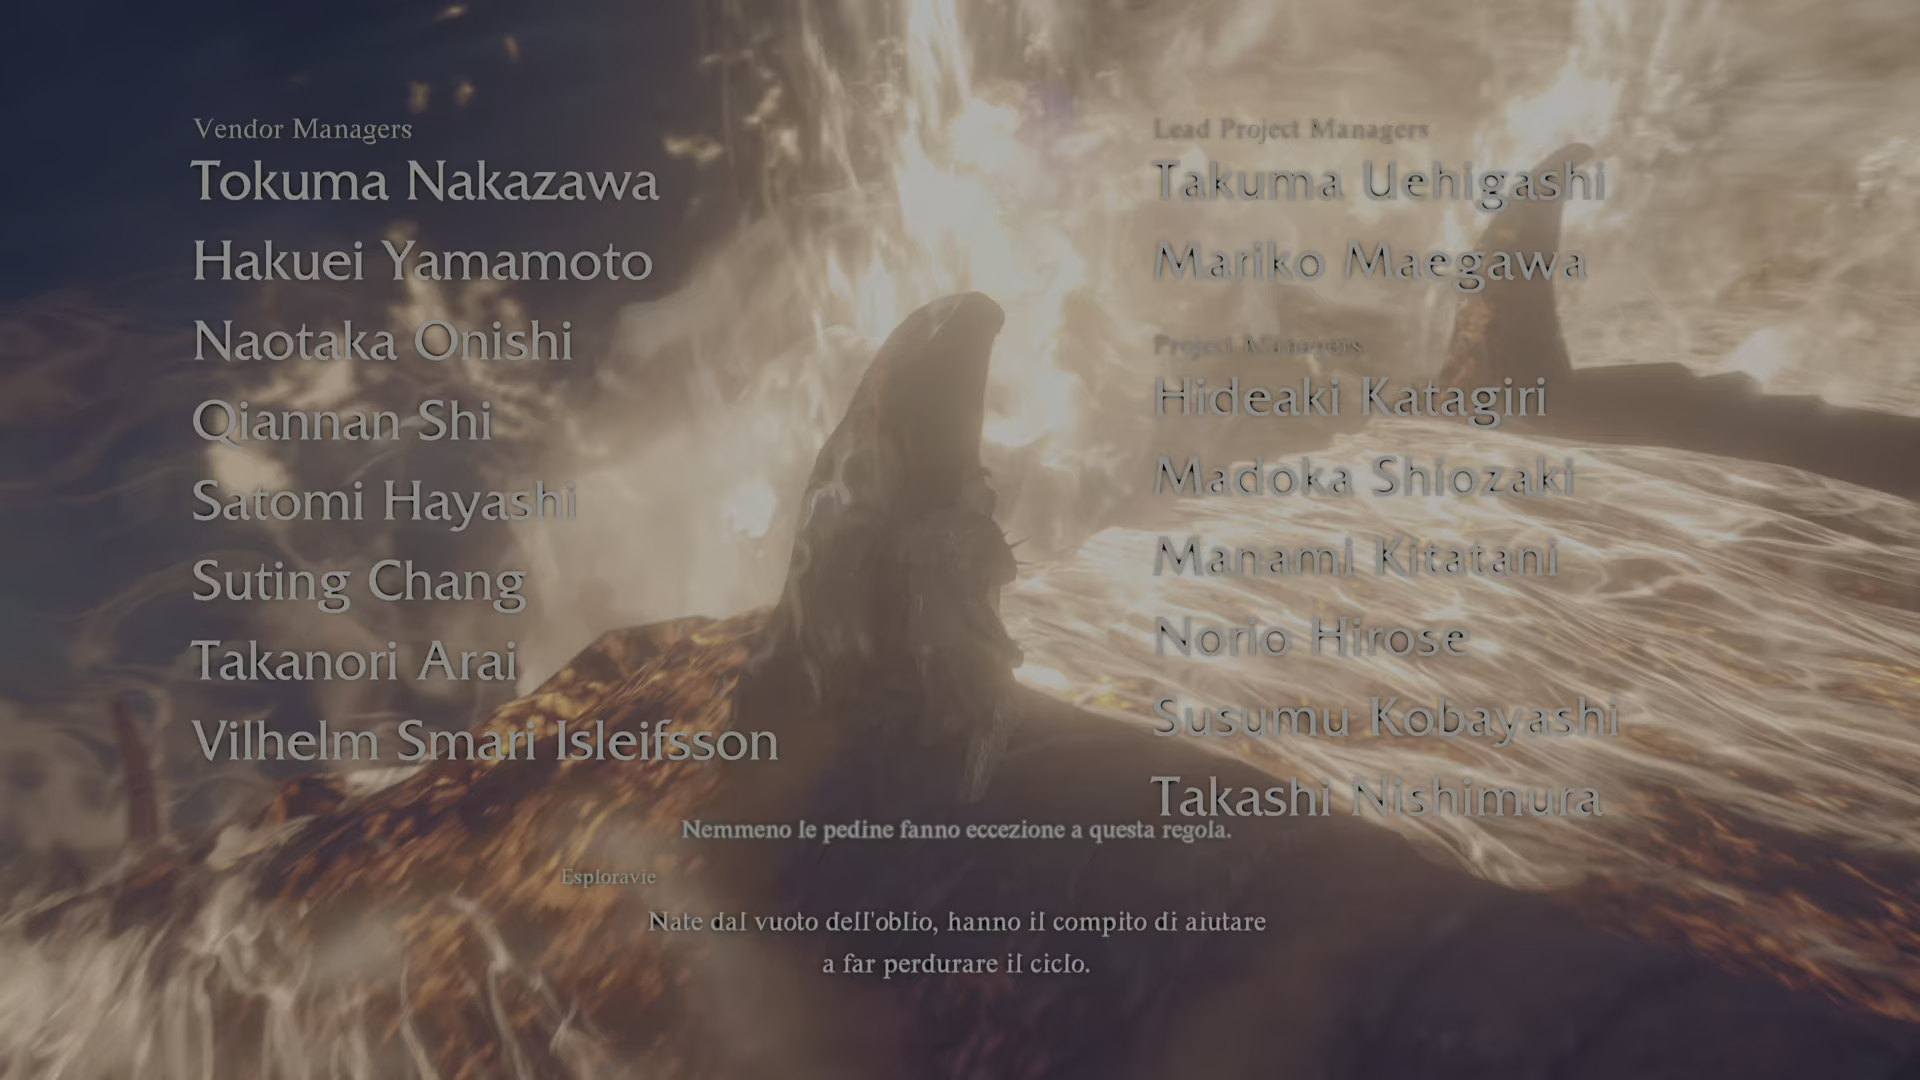 Vendor Managers
Tokuma Nakazawa
Hakuei Yamamoto
Naotaka Onishi
Qiannan Shi
Satomi Hayashi
Suting Chang
Takanori Arai
Vilhelm Smari Isleifsson
Lead Project Managers
Takuma Uehigashi
Mariko Maegawa
Project Managers
Hideaki Katagiri
Madoka Shiozaki
Manami Kitatani
Norio Hirose
Susumu Kobayashi
Takashi Nishimura
Nemmeno le pedine fanno eccezione a questa regola.
Esploravie
Nate dal vuoto dell'oblio, hanno il compito di aiutare
a far perdurare il ciclo.